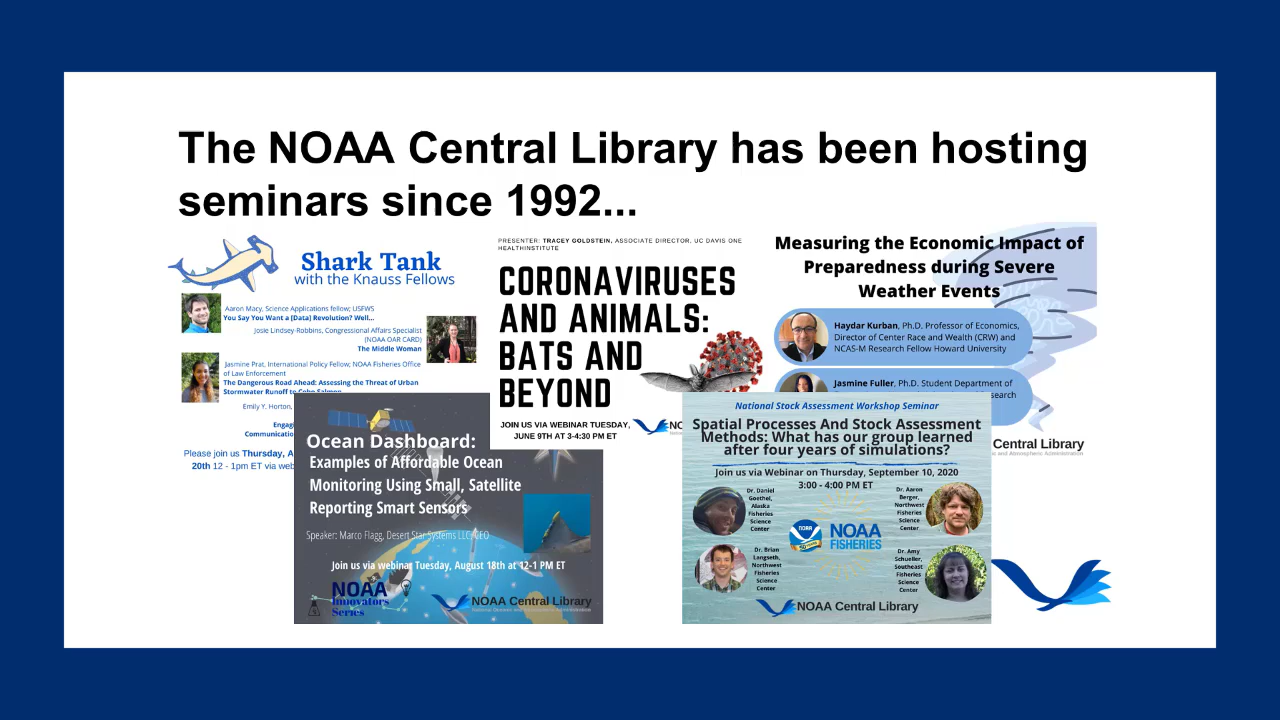 The NOAA Central Library has been hosting
seminars since 1992...
Shark Tank
with the Knauss Fellows
Aaron Macy, Science Applications fellow; USFWS
You Say You Want a [Data] Revolution? Well...
Josie Lindsey-Robbins, Congressional Affairs Specialist
(NOAA OAR CARD)
The Middle Woman
Jasmine Prat, International Policy Fellow; NOAA Fisheries Office
of Law Enforcement
The Dangerous Road Ahead: Assessing the Threat of Urban
Stormwater Runoff to Coho Salmon
Emily Y. Horton,
Engagi
Communicatio
Please join us Thursday, A
20th 12 - 1pm ET via web
PRESENTER: TRACEY GOLDSTEIN, ASSOCIATE DIRECTOR, UC DAVIS ONE
HEALTHINSTITUTE
CORONAVIRUSES
AND ANIMALS:
BATS AND
BEYOND
JOIN US VIA WEBINAR TUESDAY,
JUNE 9TH AT 3-4:30 PM ET
NO
Measuring the Economic Impact of
Preparedness during Severe
Weather Events
Haydar Kurban, Ph.D. Professor of Economics,
Director of Center Race and Wealth (CRW) and
NCAS-M Research Fellow Howard University
Jasmine Fuller, Ph.D. Student Department of
search
Central Library
Ocean Dashboard:
Examples of Affordable Ocean
Monitoring Using Small, Satellite
Reporting Smart Sensors
Speaker: Marco Flagg, Desert Star Systems LLC, CEO
Join us via webinar Tuesday, August 18th at 12-1 PM ET
NOAA
Innovators
Series
NOAA Central Library
National Stock Assessment Workshop Seminar
Spatial Processes And Stock Assessment
Methods: What has our group learned
after four years of simulations?
Join us via Webinar on Thursday, September 10, 2020
3:00 - 4:00 PM ET
Dr. Daniel
Goethel,
Alaska
Fisheries
Science
Center
Dr. Aaron
Berger,
Northwest
Fisheries
Science
Center
NOAA
NOAA
FISHERIES
Dr. Brian
Langseth,
Northwest
Fisheries
Science
Center
Dr. Amy
Schueller,
Southeast
Fisheries
Science
Center
NOAA Central Library